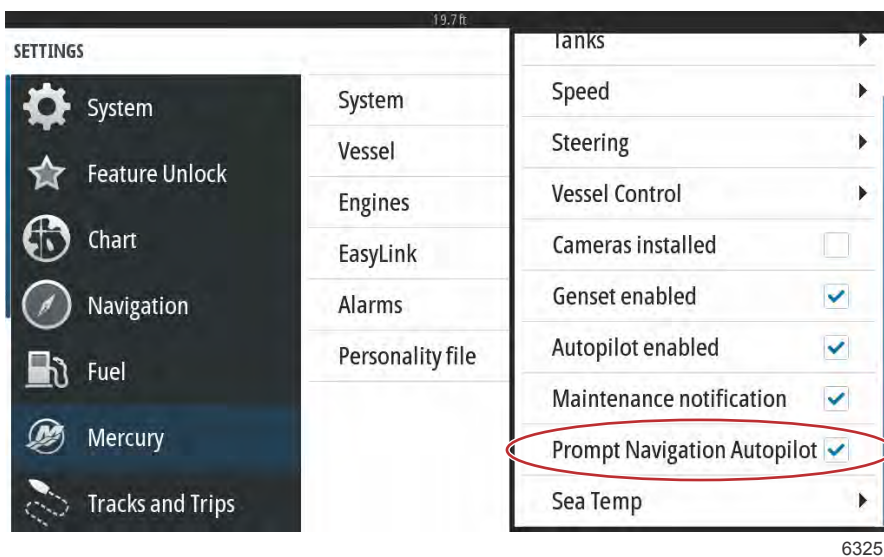 19.7 ft
SETTINGS
System
Feature Unlock
Chart
Navigation
Fuel
Mercury
Tracks and Trips
System
Vessel
Engines
EasyLink
Alarms
Personality file
Tanks
Speed
Steering
Vessel Control
Cameras installed
Genset enabled
Autopilot enabled
Maintenance notification
Prompt Navigation Autopilot
Sea Temp
6325